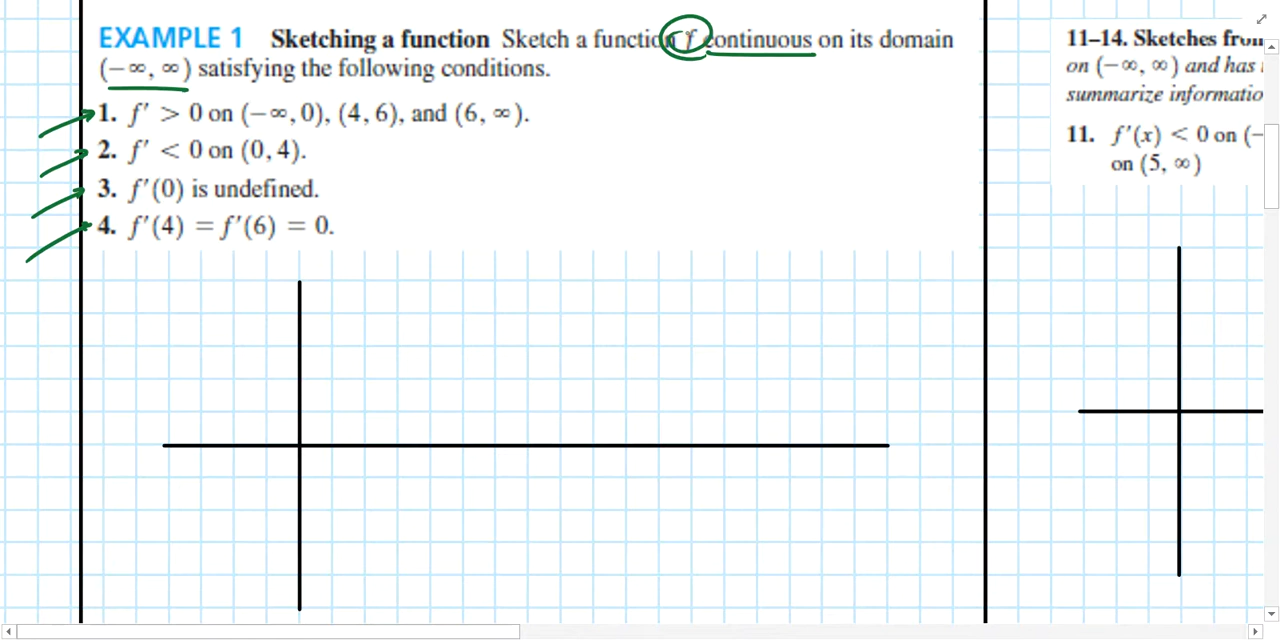 EXAMPLE 1 Sketching a function Sketch a function f continuous on its domain
(−∞, ∞) satisfying the following conditions.
1. f′ > 0 on (−∞, 0), (4, 6), and (6, ∞).
2. f′ < 0 on (0, 4).
3. f′(0) is undefined.
4. f′(4) = f′(6) = 0.
11–14. Sketches
on (−∞, ∞) and has
summarize
11. f′(x) < 0 on (−
on (5, ∞)